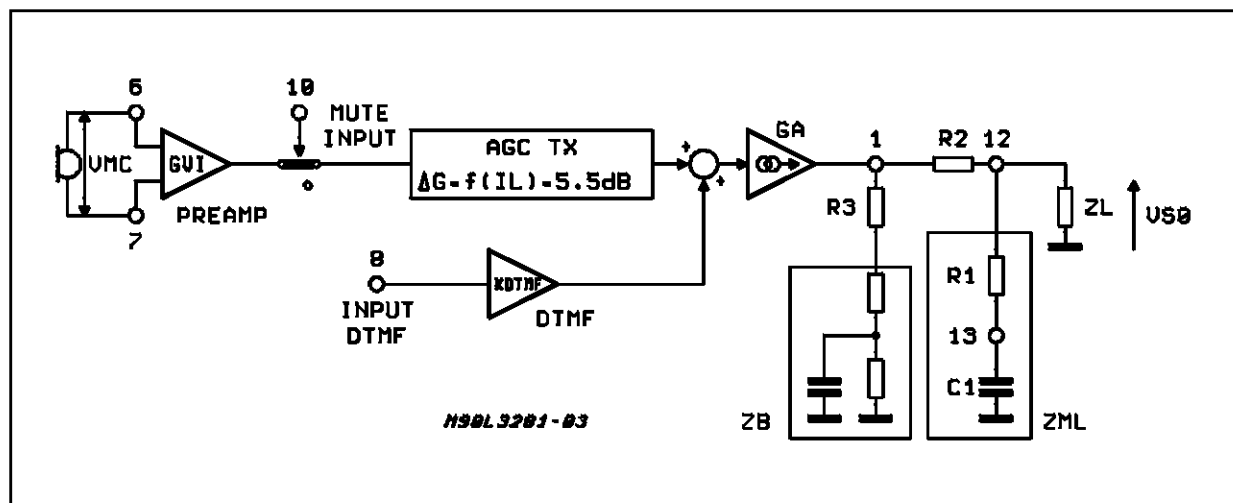 6
10
MUTE
INPUT
VMC
GVI
PREAMP
7
AGC TX
ΔG=f(IL)=5.5dB
+
+
GA
1
R2
12
R3
ZL
VS0
8
INPUT
DTMF
KDTMF
DTMF
R1
13
C1
ZB
ZML
M90L3201-03